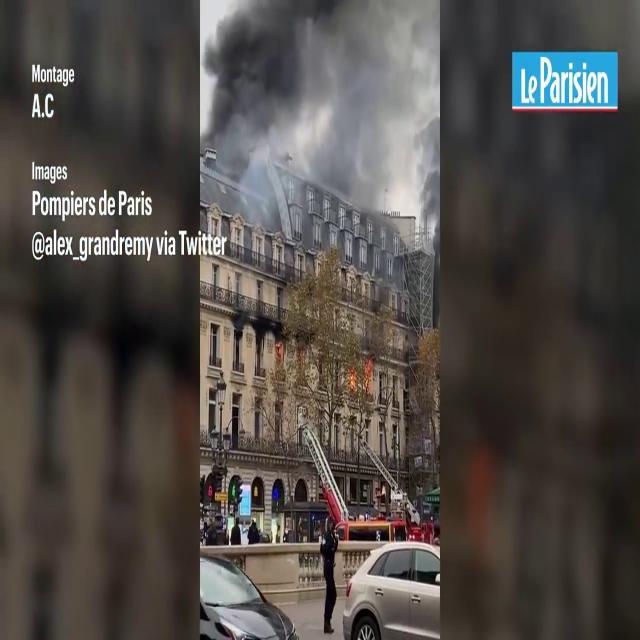 Montage
A.C
Images
Pompiers de Paris
@alex_grandremy via Twitter
Le Parisien